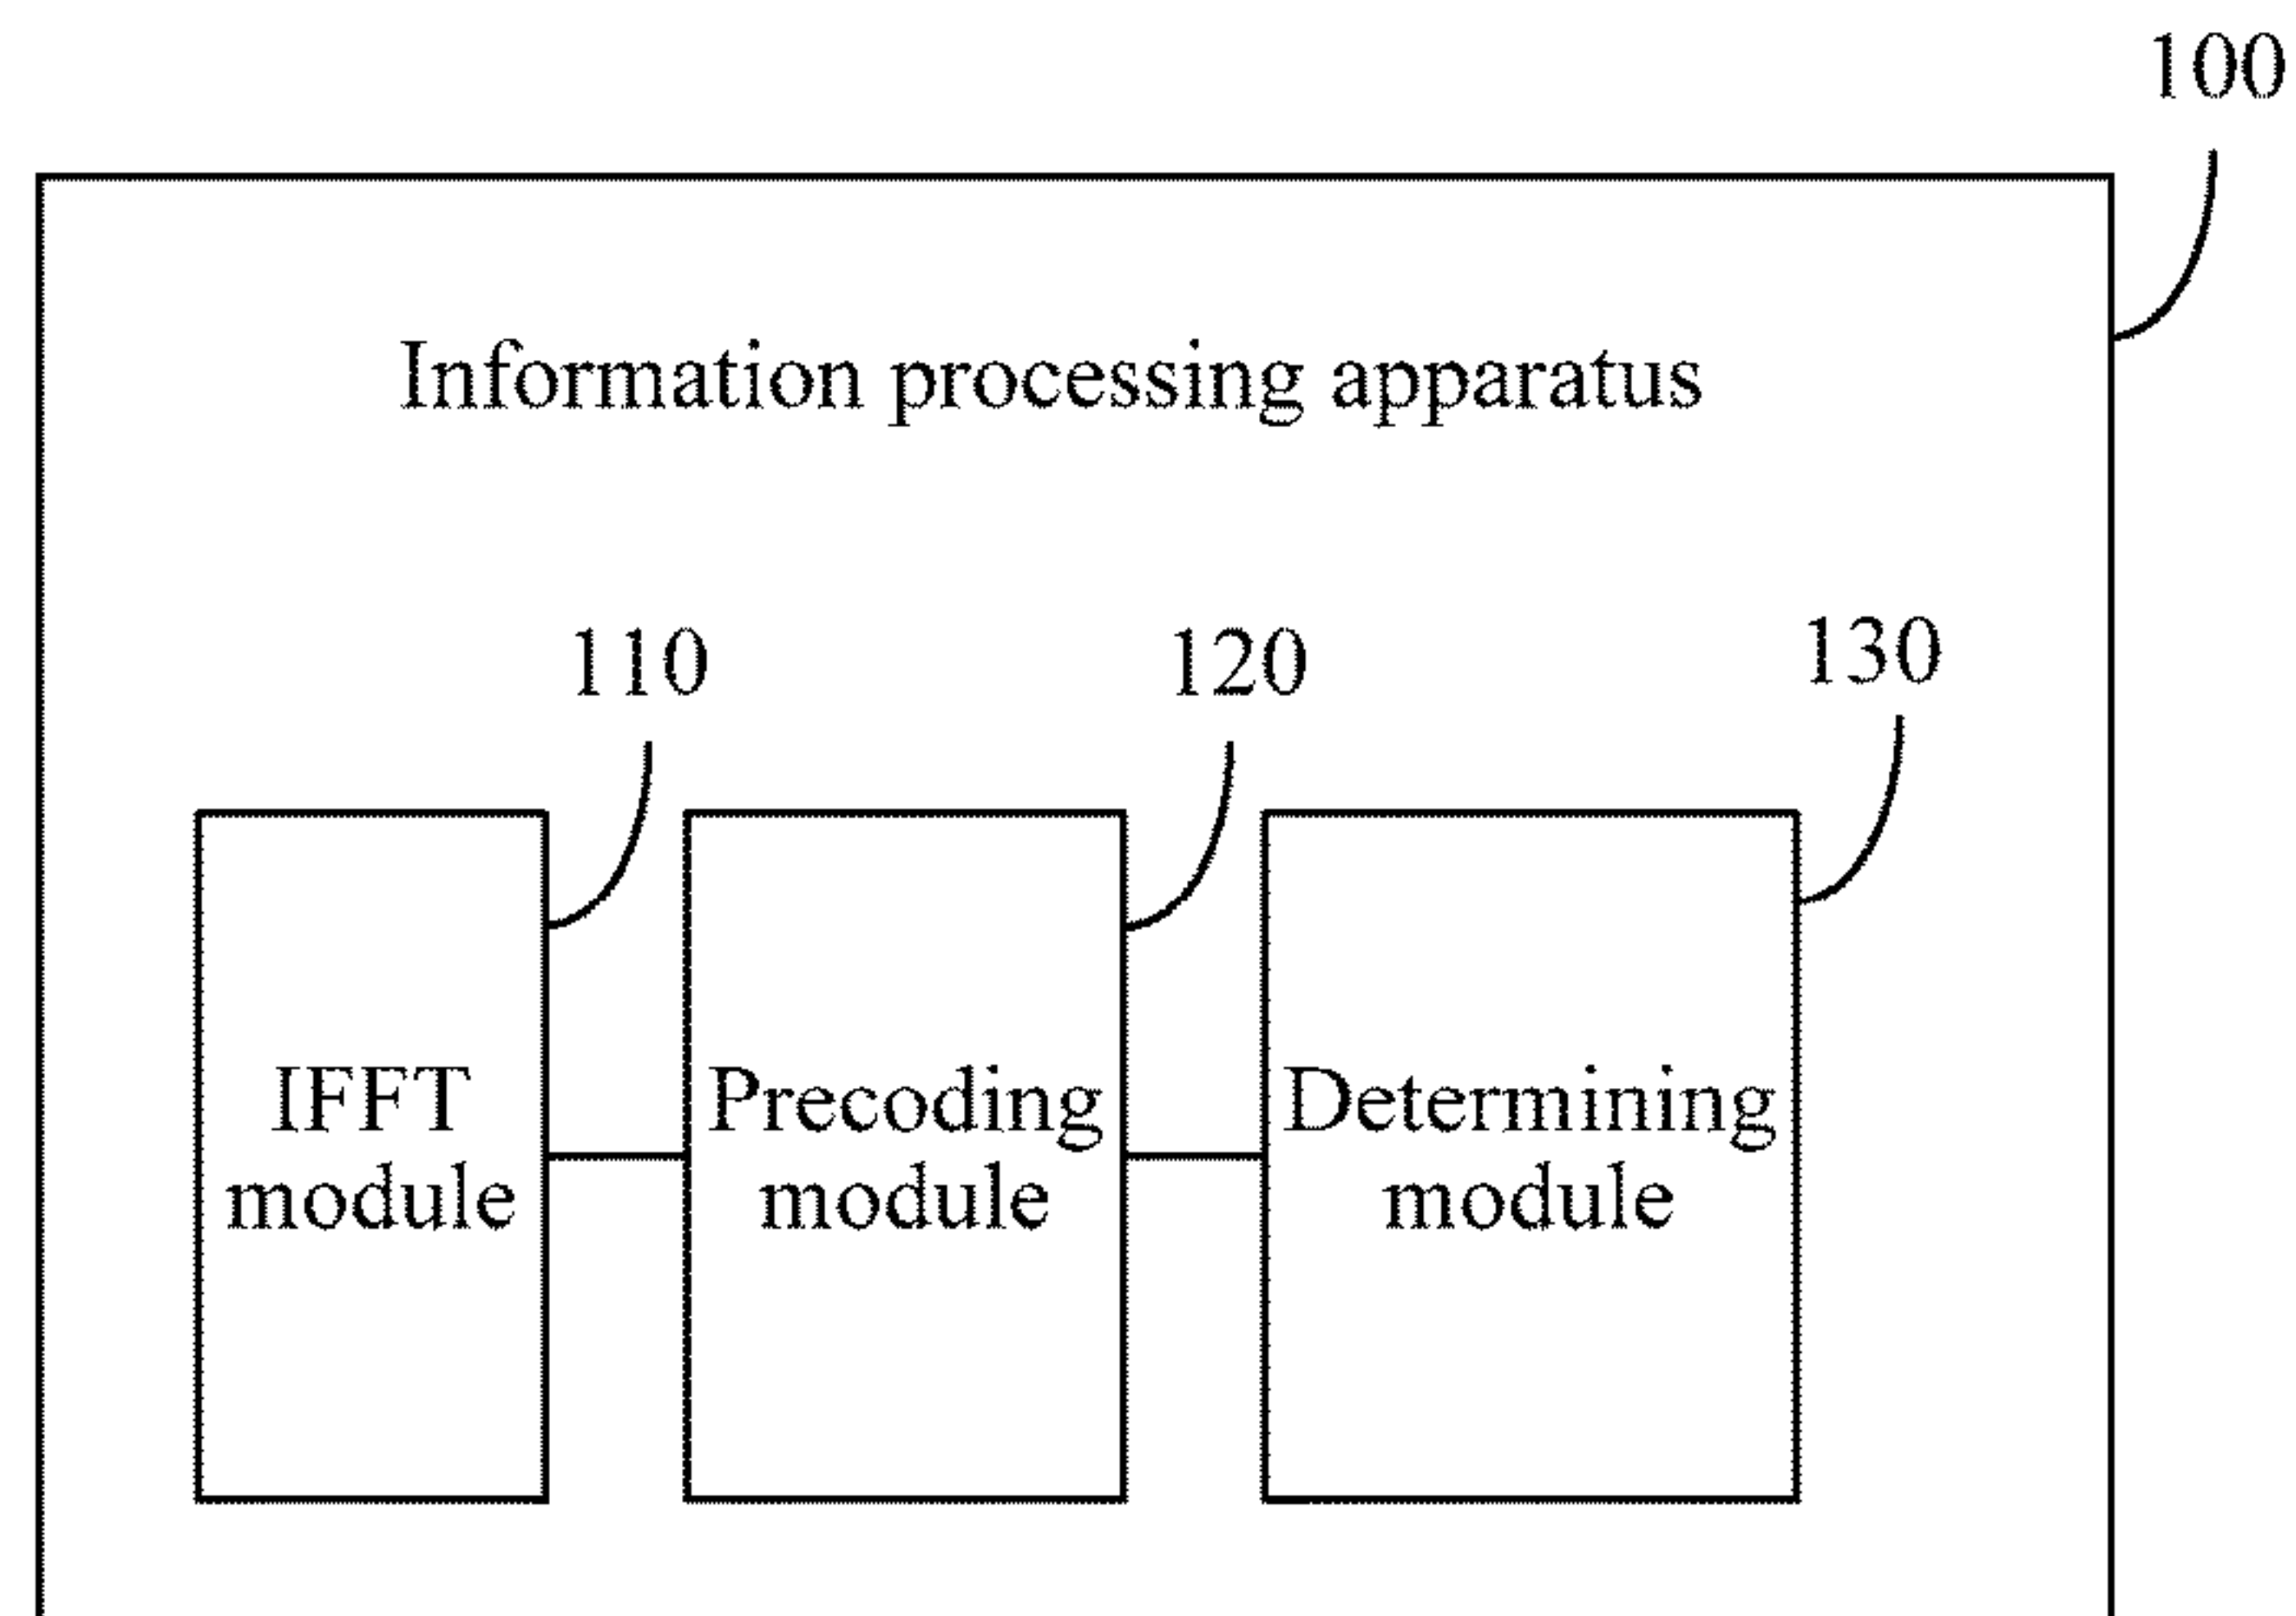 100
Information processing apparatus
110
120
130
IFFT
module
Precoding
module
Determining
module